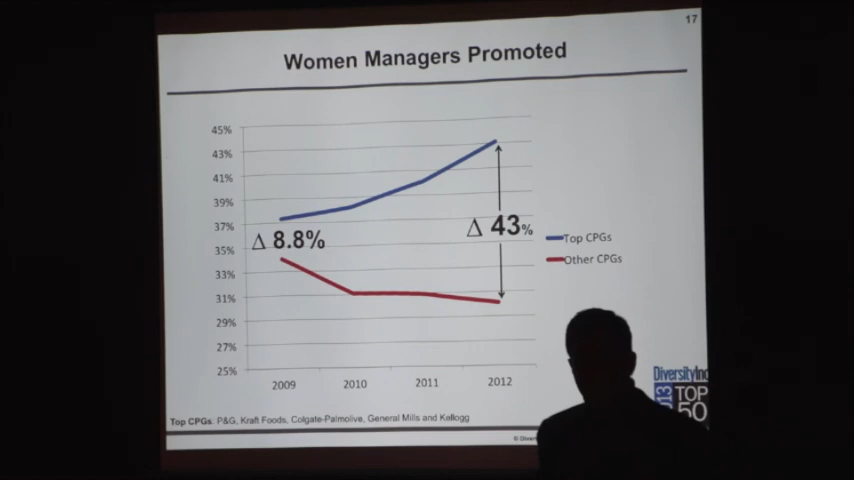 17
Women Managers Promoted
45%
43%
41%
39%
37%
35%
33%
31%
29%
27%
25%
Δ 8.8%
Δ 43%
Top CPGs
Other CPGs
2009
2010
2011
2012
Top CPGs: P&G, Kraft Foods, Colgate-Palmolive, General Mills and Kellogg
DiversityInc
TOP
50